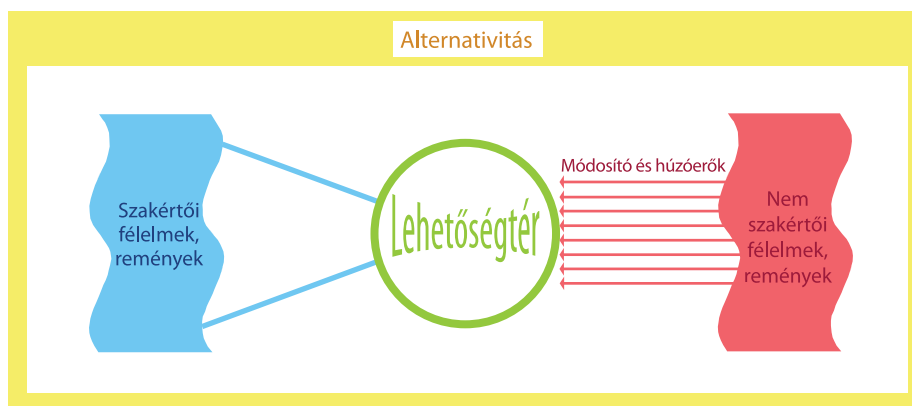 Alternativitás
Szakértői
félelmek,
remények
Lehetőségtér
Módosító és húzóerők
Nem
szakértői
félelmek,
remények